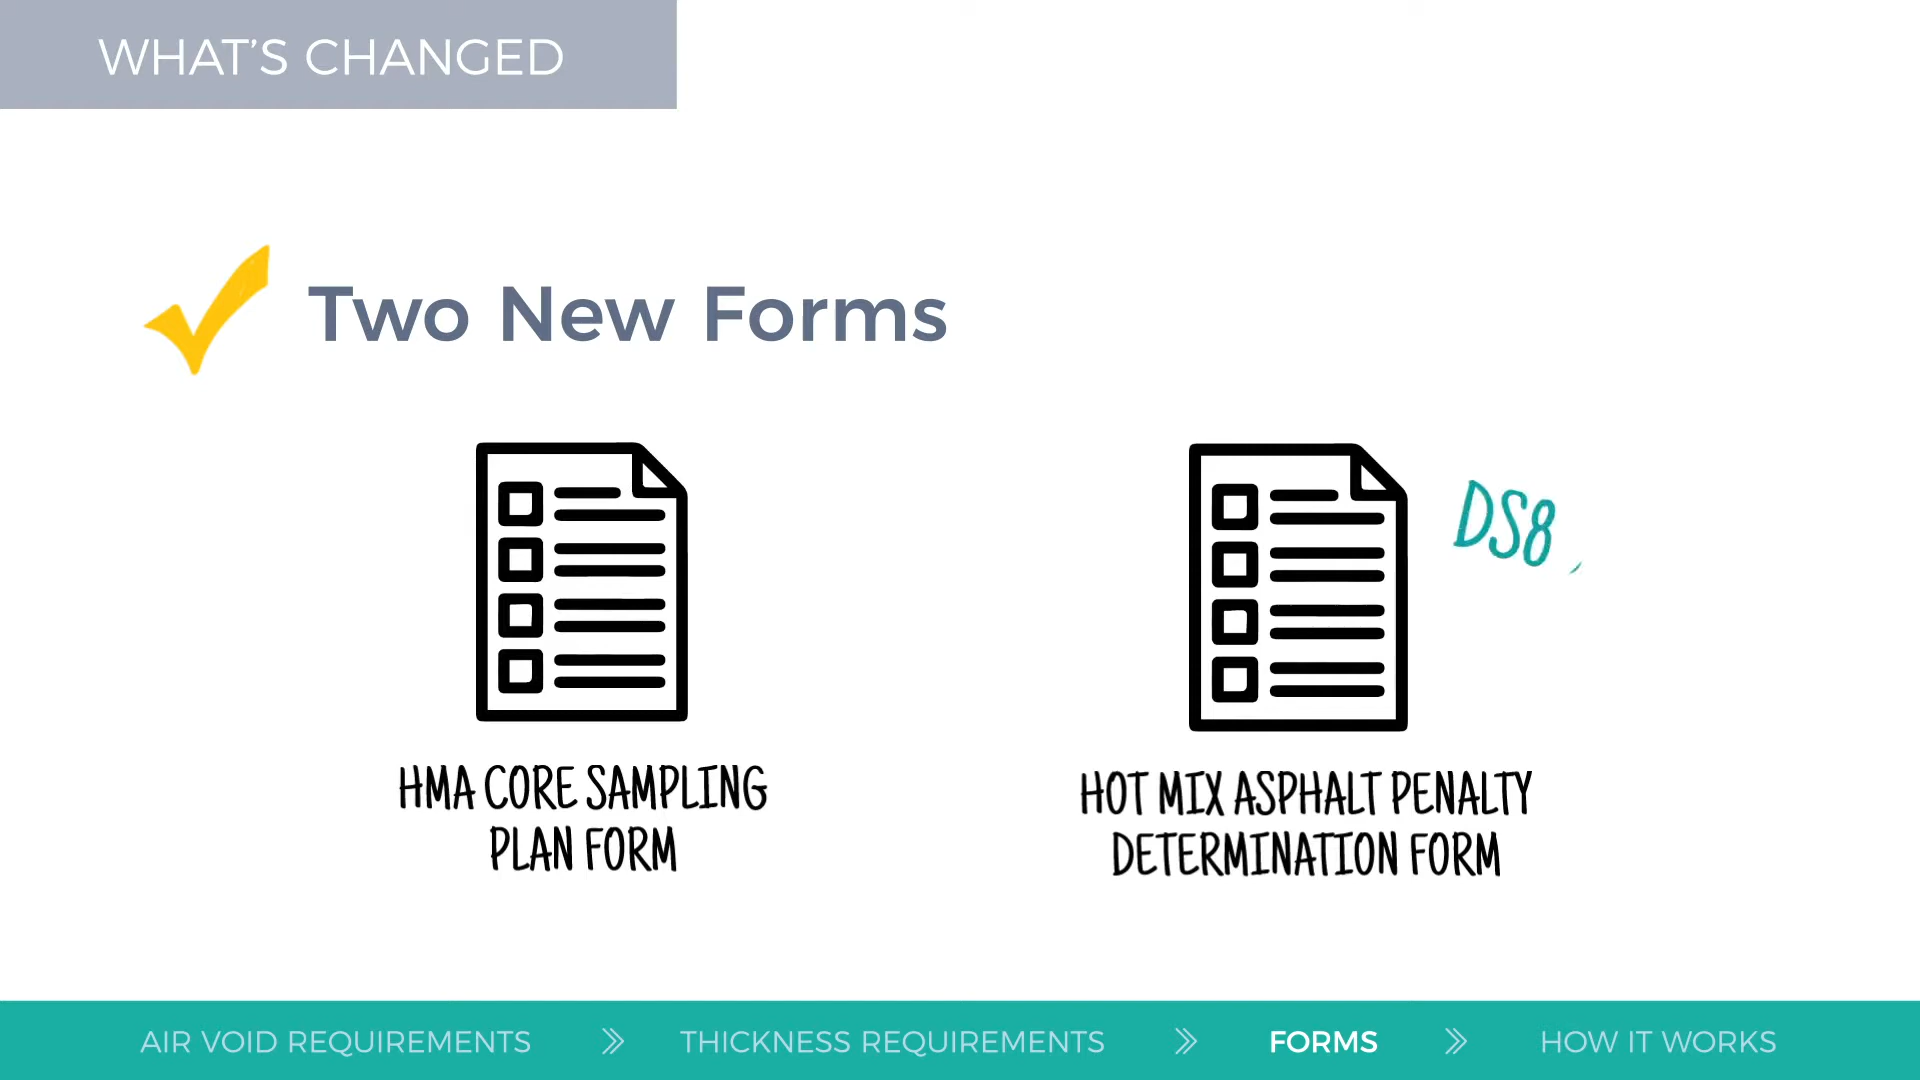 WHAT'S CHANGED
Two New Forms
DS8
HMA CORE SAMPLING
PLAN FORM
HOT MIX ASPHALT PENALTY
DETERMINATION FORM
AIR VOID REQUIREMENTS » THICKNESS REQUIREMENTS » FORMS » HOW IT WORKS